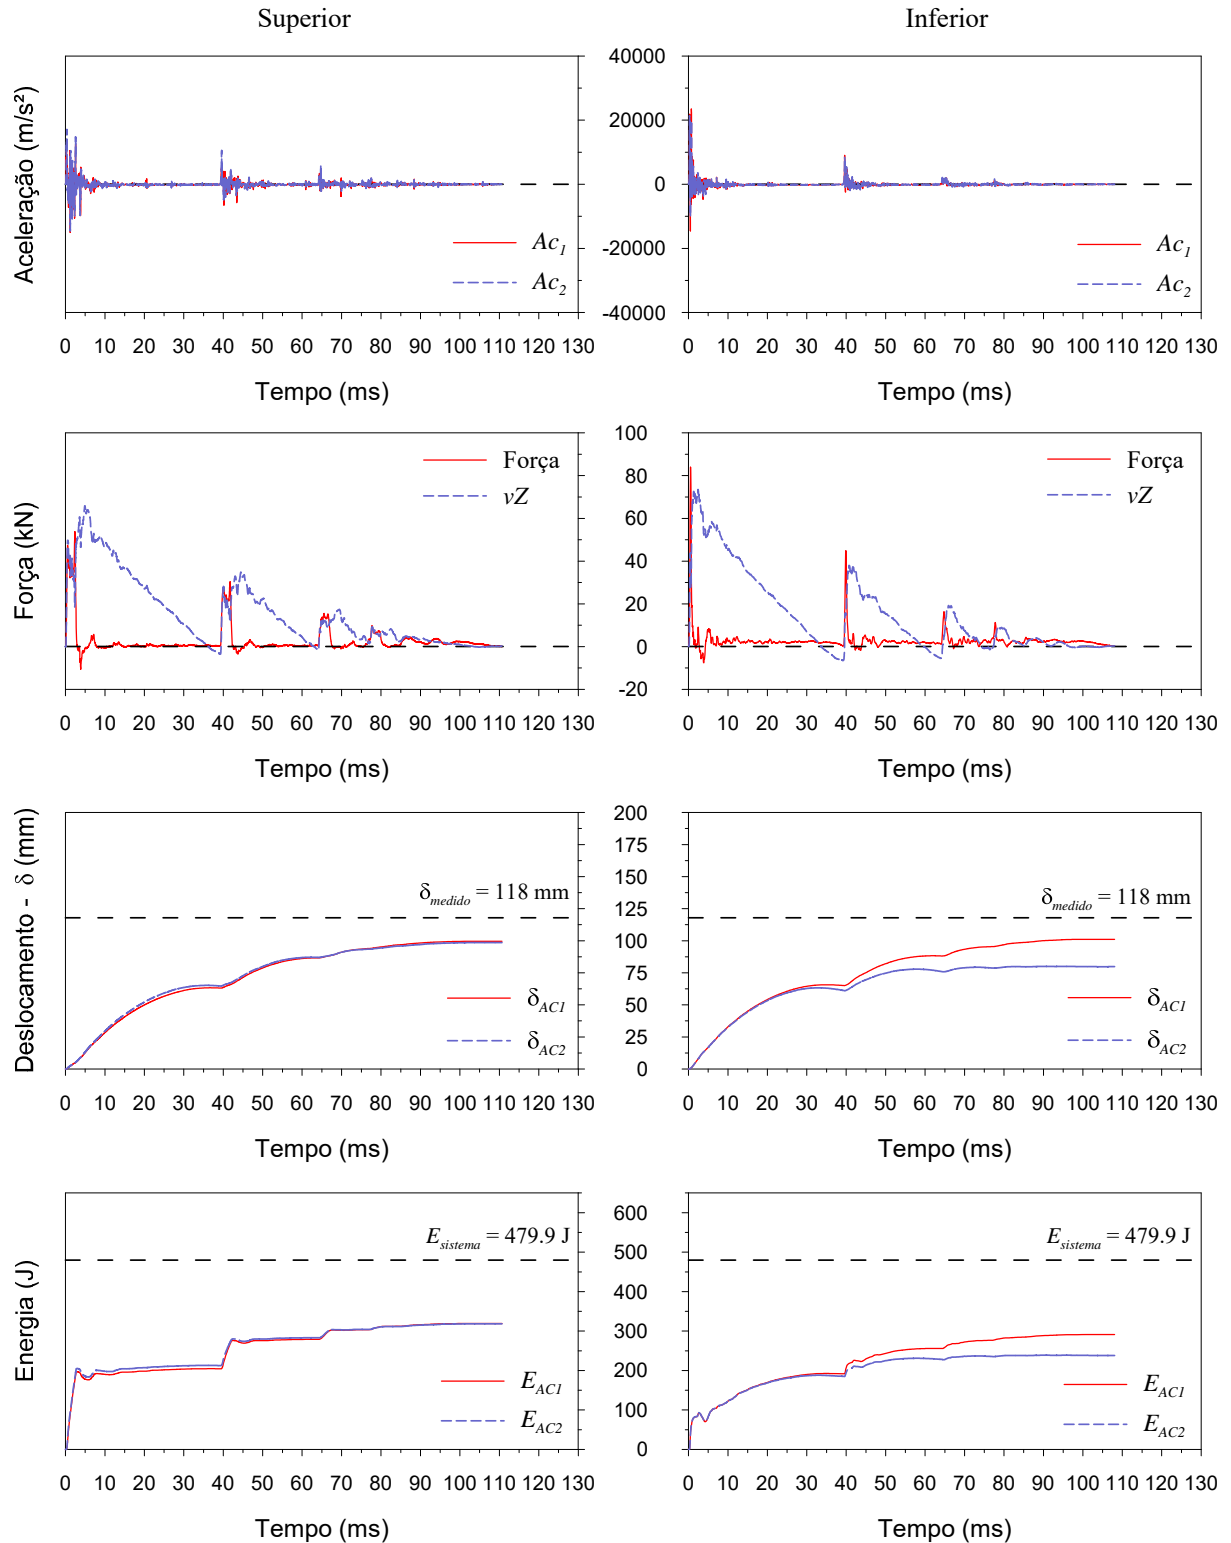 Superior
Inferior
Aceleração (m/s²)
40000
20000
0
-20000
-40000
Ac1
Ac2
Ac1
Ac2
0 10 20 30 40 50 60 70 80 90 100 110 120 130
0 10 20 30 40 50 60 70 80 90 100 110 120 130
Tempo (ms)
Tempo (ms)
Força (kN)
100
80
60
40
20
0
-20
Força
vZ
Força
vZ
0 10 20 30 40 50 60 70 80 90 100 110 120 130
0 10 20 30 40 50 60 70 80 90 100 110 120 130
Tempo (ms)
Tempo (ms)
Deslocamento - δ (mm)
200
175
150
125
100
75
50
25
0
δmedido = 118 mm
δAC1
δAC2
δmedido = 118 mm
δAC1
δAC2
0 10 20 30 40 50 60 70 80 90 100 110 120 130
0 10 20 30 40 50 60 70 80 90 100 110 120 130
Tempo (ms)
Tempo (ms)
Energia (J)
600
500
400
300
200
100
0
Esistema = 479.9 J
EAC1
EAC2
Esistema = 479.9 J
EAC1
EAC2
0 10 20 30 40 50 60 70 80 90 100 110 120 130
0 10 20 30 40 50 60 70 80 90 100 110 120 130
Tempo (ms)
Tempo (ms)